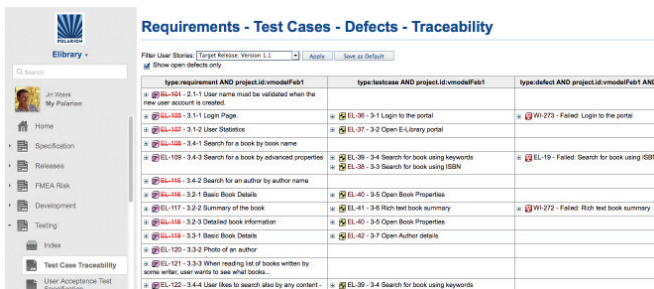 POLARION
Elibrary
Search
My Polarion
Home
Specification
Releases
FMEA Risk
Development
Testing
Index
Test Case Traceability
User Acceptance Test
Specification
Requirements - Test Cases - Defects - Traceability
Filter User Stories: Target Release: Version 1.1 Apply Save as Default
Show open defects only
type:requirement AND project.id:vmodelFeb1 type:testcase AND project.id:vmodelFeb1 type:defect AND project.id:vmodelFeb1 AND
EL-101 - 2.1-1 User name must be validated when the
new user account is created.
EL-105 - 3.1-1 Login Page. EL-36 - 3-1 Login to the portal WI-273 - Failed: Login to the portal
EL-107 - 3.1-2 User Statistics EL-37 - 3-2 Open E-Library portal
EL-108 - 3.4-1 Search for a book by book name
EL-109 - 3.4-3 Search for a book by advanced properties EL-39 - 3-4 Search for book using keywords EL-19 - Failed: Search for book using ISBN
EL-38 - 3-3 Search for book using ISBN
EL-115 - 3.4-2 Search for an author by author name
EL-116 - 3.2-1 Basic Book Details EL-40 - 3-5 Open Book Properties
EL-117 - 3.2-2 Summary of the book EL-41 - 3-6 Rich text book summary WI-272 - Failed: Rich text book summary
EL-118 - 3.2-3 Detailed book information EL-40 - 3-5 Open Book Properties
EL-119 - 3.3-1 Basic Book Details EL-42 - 3-7 Open Author details
EL-120 - 3.3-2 Photo of an author
EL-121 - 3.3-3 When reading list of books written by
some writer, user wants to see what books...
EL-122 - 3.4-4 User likes to search also by any content - EL-39 - 3-4 Search for book using keywords